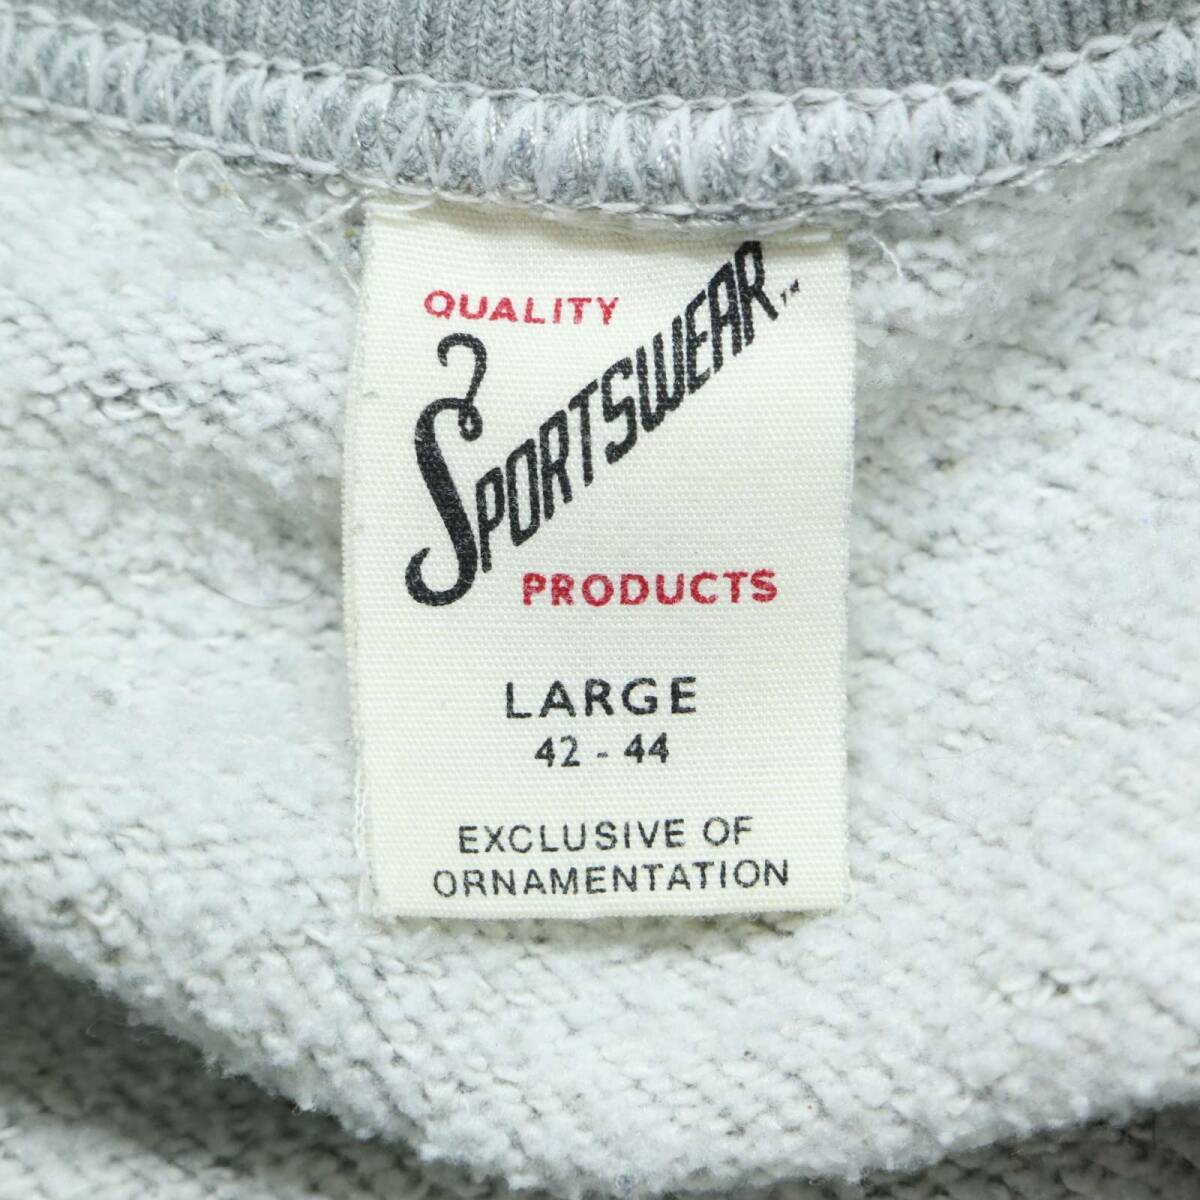 QUALITY
SPORTSWEAR™
PRODUCTS
LARGE
42 - 44
EXCLUSIVE OF
ORNAMENTATION